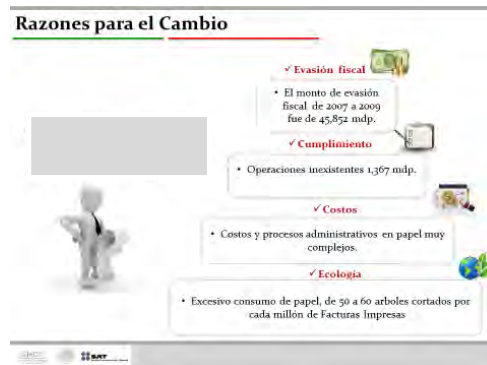 Razones para el Cambio
✓Evasión fiscal
• El monto de evasión
fiscal de 2007 a 2009
fue de 45,852 mdp.
✓Cumplimiento
• Operaciones inexistentes 1,367 mdp.
✓Costos
• Costos y procesos administrativos en papel muy
complejos.
✓Ecología
• Excesivo consumo de papel, de 50 a 60 arboles cortados por
cada millón de Facturas Impresas
SAT